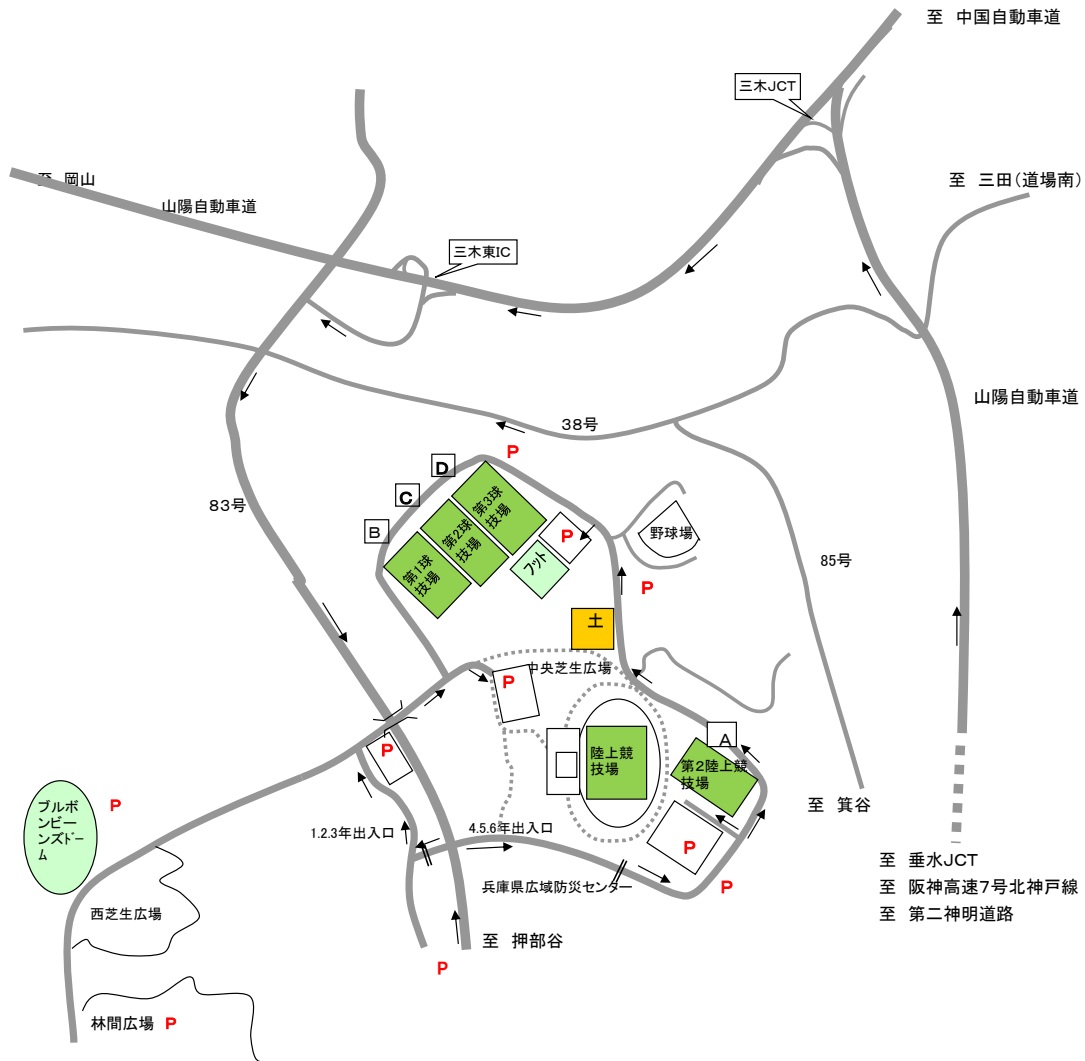 至 中国自動車道
三木JCT
至 岡山
至 三田(道場南)
山陽自動車道
三木東IC
山陽自動車道
38号
P
D
C
B
83号
第3球
技場
第2球
技場
第1球
技場
P
フット
野球場
85号
P
土
中央芝生広場
P
A
P
陸上競
技場
第2陸上競
技場
ブルボ
ンビー
ンズドー
ム
P
至 箕谷
1.2.3年出入口
4.5.6年出入口
P
至 垂水JCT
至 阪神高速7号北神戸線
至 第二神明道路
兵庫県広域防災センター
P
西芝生広場
至 押部谷
P
林間広場 P